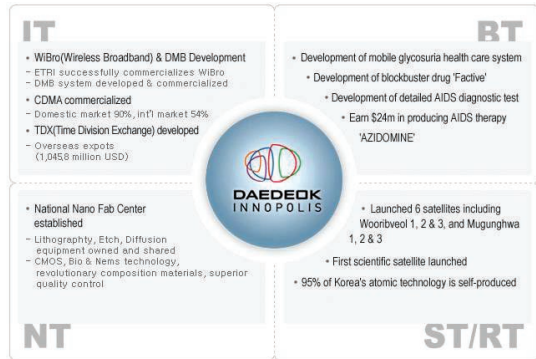 IT
• WiBro(Wireless Broadband) & DMB Development
- ETRI successfully commercializes WiBro
- DMB system developed & commercialized
• CDMA commercialized
- Domestic market 90%, int'l market 54%
• TDX(Time Division Exchange) developed
- Overseas expots
(1,045,8 million USD)
BT
• Development of mobile glycosuria health care system
• Development of blockbuster drug 'Factive'
• Development of detailed AIDS diagnostic test
• Earn $24m in producing AIDS therapy
'AZIDOMINE'
DAEDEOK
INNOPOLIS
• National Nano Fab Center
established
- Lithography, Etch, Diffusion
equipment owned and shared
- CMOS, Bio & Nems technology,
revolutionary composition materials, superior
quality control
NT
• Launched 6 satellites including
Wooribyeol 1, 2 & 3, and Mugunghwa
1, 2 & 3
• First scientific satellite launched
• 95% of Korea's atomic technology is self-produced
ST/RT